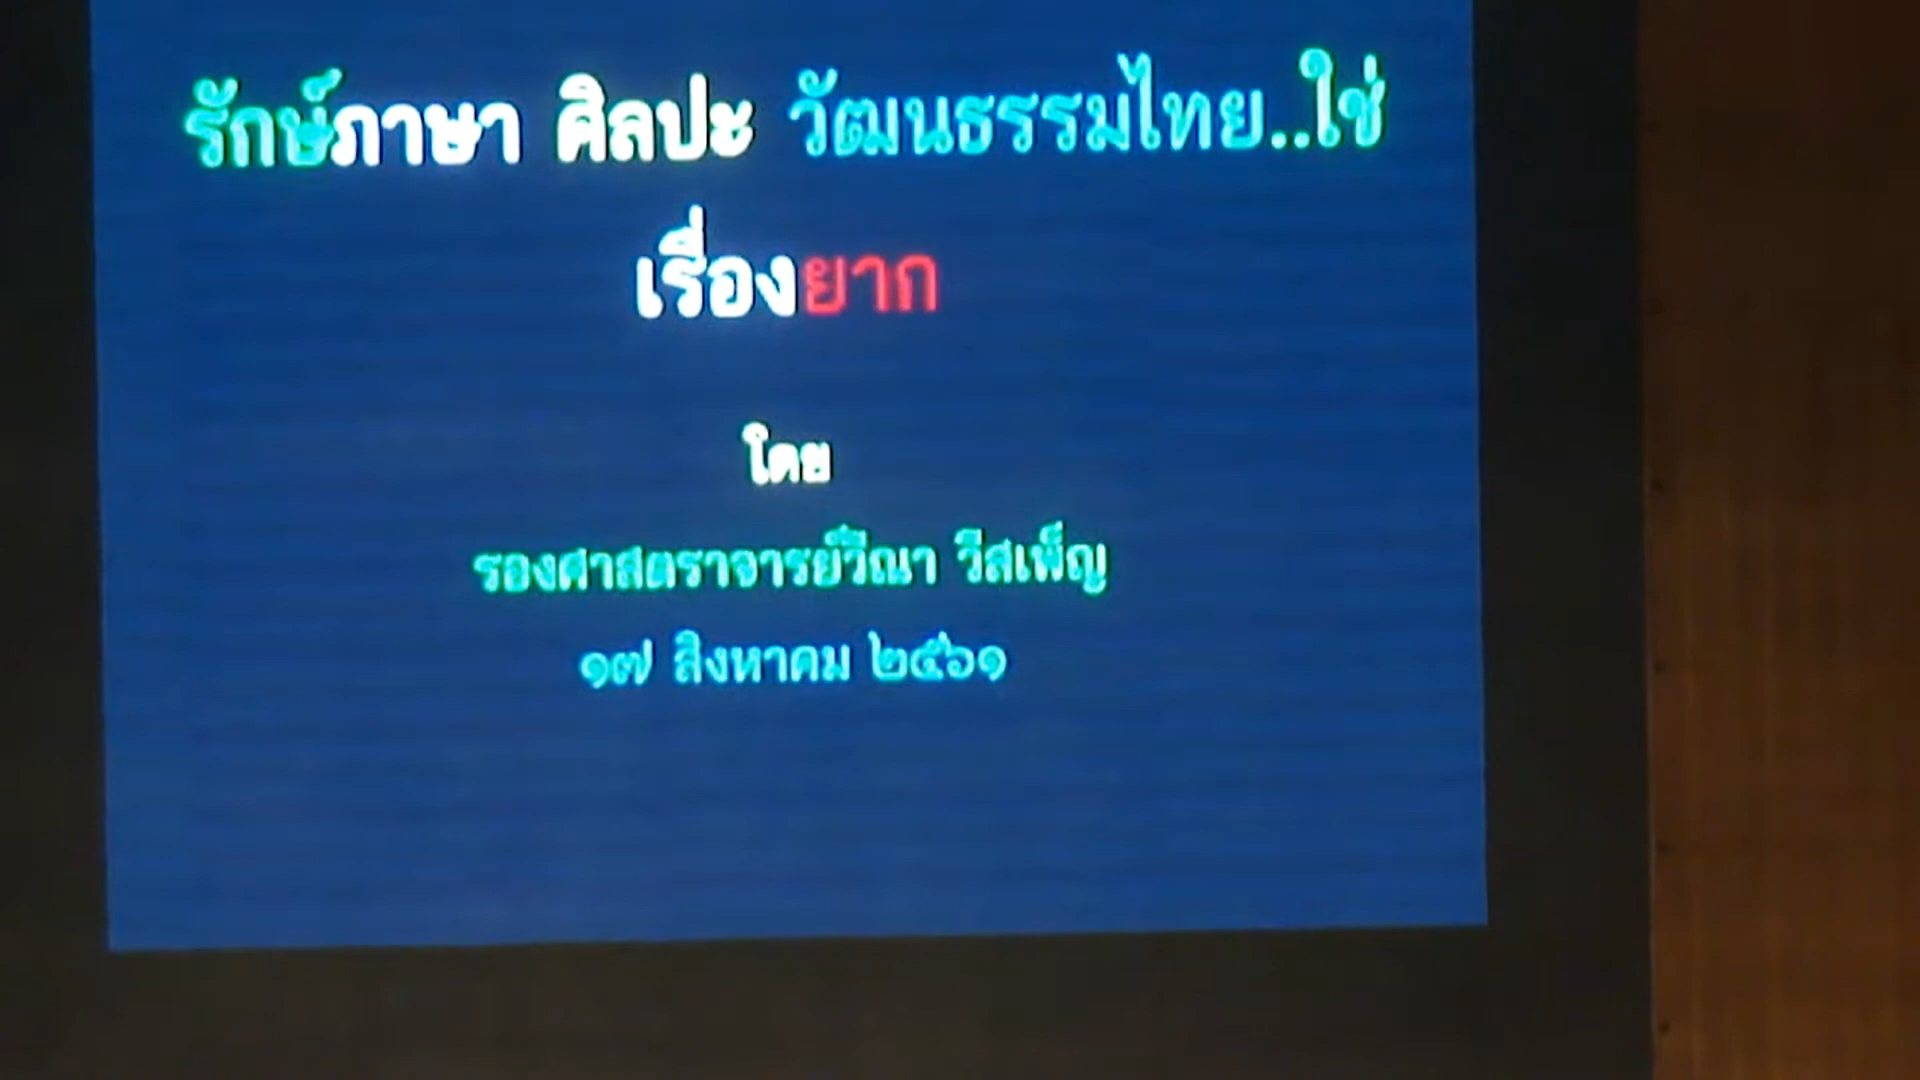 รักษ์ภาษา ศิลปะ วัฒนธรรมไทย..ใช่
เรื่องยาก
โดย
รองศาสตราจารย์วีณา วีสเพ็ญ
๑๗ สิงหาคม ๒๕๖๑